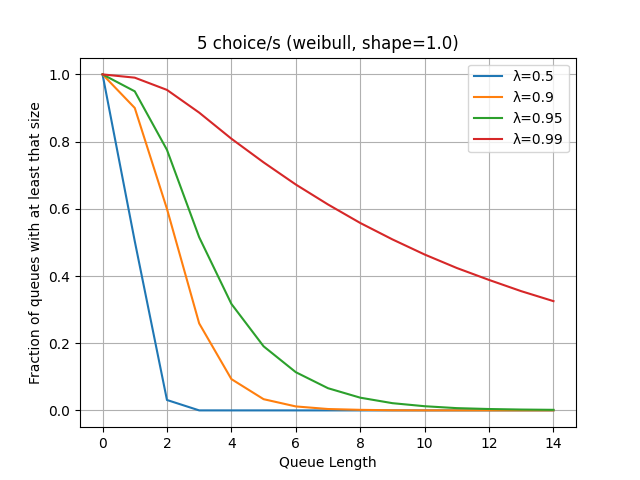 5 choice/s (weibull, shape=1.0)
λ=0.5
λ=0.9
λ=0.95
λ=0.99
Fraction of queues with at least that size
1.0
0.8
0.6
0.4
0.2
0.0
0 2 4 6 8 10 12 14
Queue Length